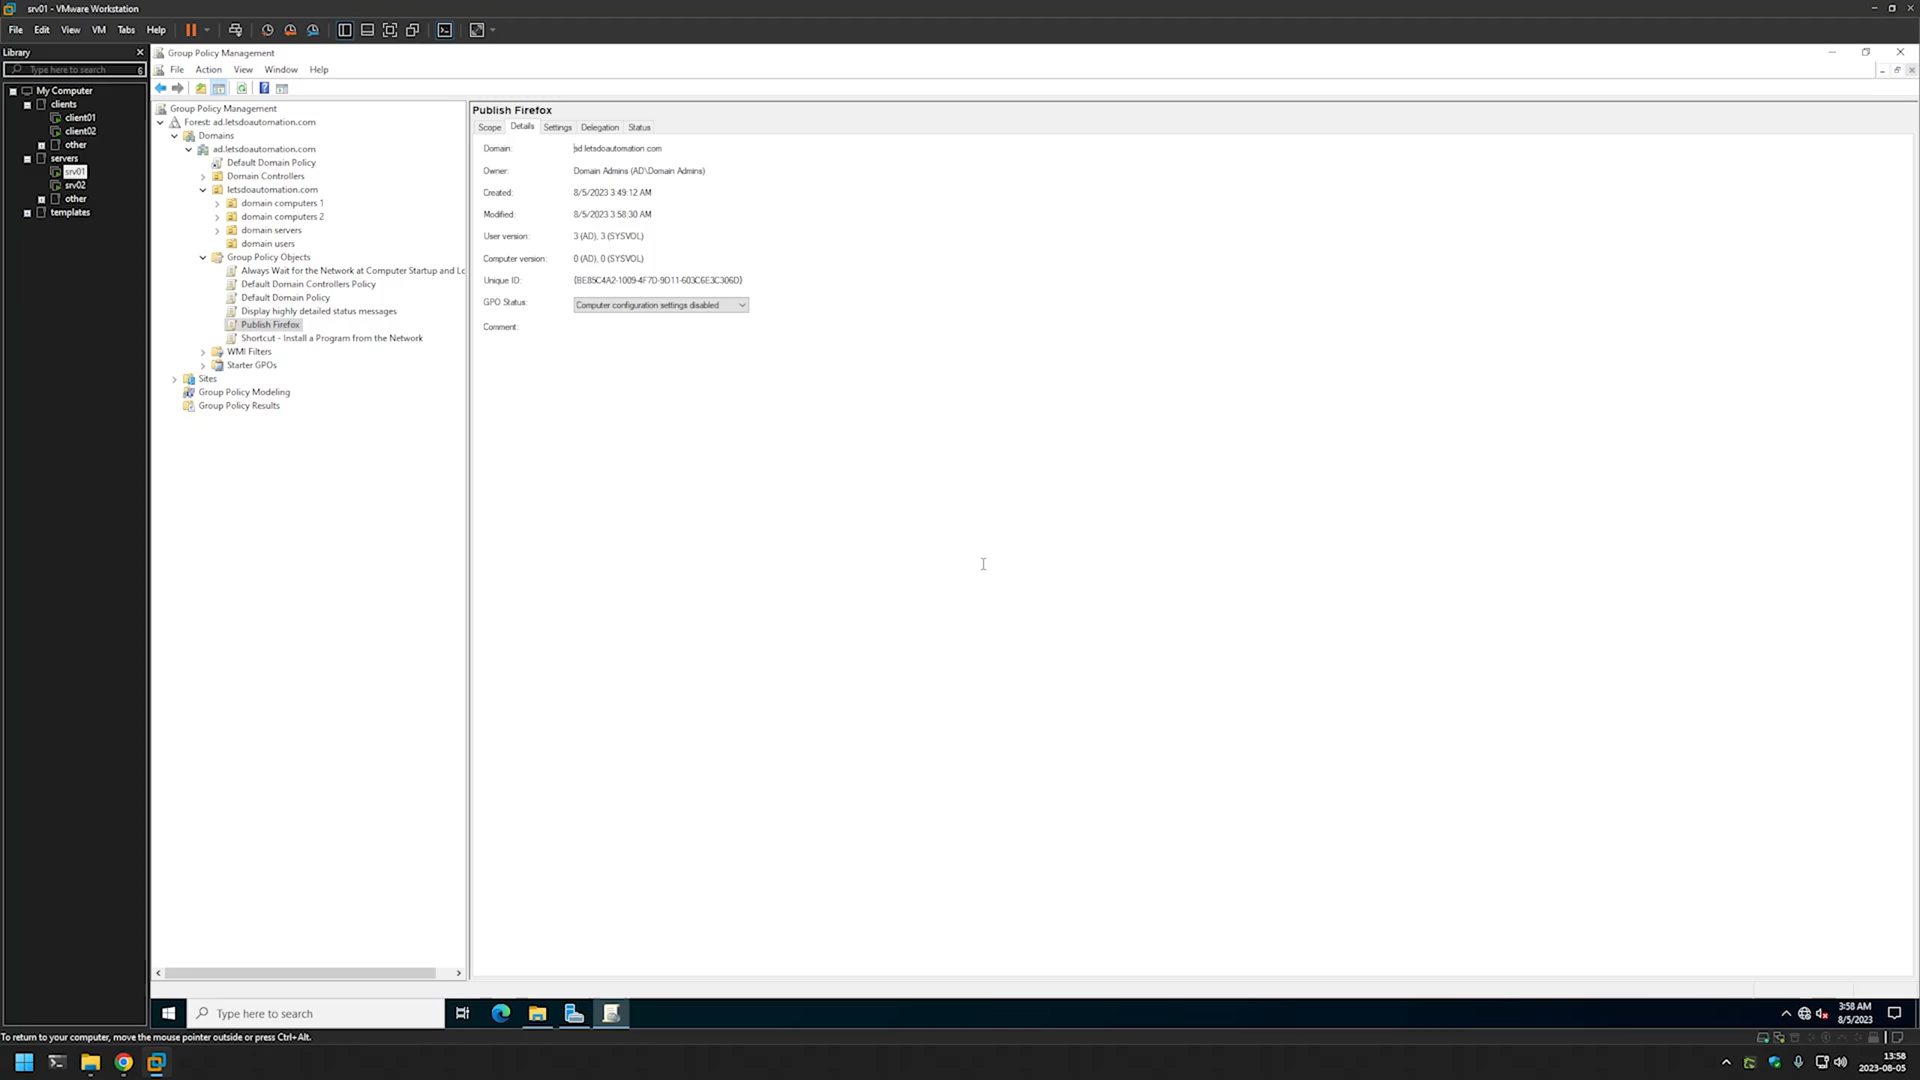 srv01 - VMware Workstation
File Edit View VM Tabs Help
Library
Type here to search
My Computer
clients
client01
client02
other
servers
srv01
srv02
other
templates
Group Policy Management
File Action View Window Help
Group Policy Management
Forest: ad.letsdoautomation.com
Domains
ad.letsdoautomation.com
Default Domain Policy
Domain Controllers
letsdoautomation.com
domain computers 1
domain computers 2
domain servers
domain users
Group Policy Objects
Always Wait for the Network at Computer Startup and Lo
Default Domain Controllers Policy
Default Domain Policy
Display highly detailed status messages
Publish Firefox
Shortcut - Install a Program from the Network
WMI Filters
Starter GPOs
Sites
Group Policy Modeling
Group Policy Results
Publish Firefox
Scope Details Settings Delegation Status
Domain: ad.letsdoautomation.com
Owner: Domain Admins (AD\Domain Admins)
Created: 8/5/2023 3:49:12 AM
Modified: 8/5/2023 3:58:30 AM
User version: 3 (AD), 3 (SYSVOL)
Computer version: 0 (AD), 0 (SYSVOL)
Unique ID: {BE85C4A2-1009-4F7D-9D11-603C6E3C306D}
GPO Status: Computer configuration settings disabled
Comment:
Type here to search
3:58 AM
8/5/2023
To return to your computer, move the mouse pointer outside or press Ctrl+Alt.
13:58
2023-08-05